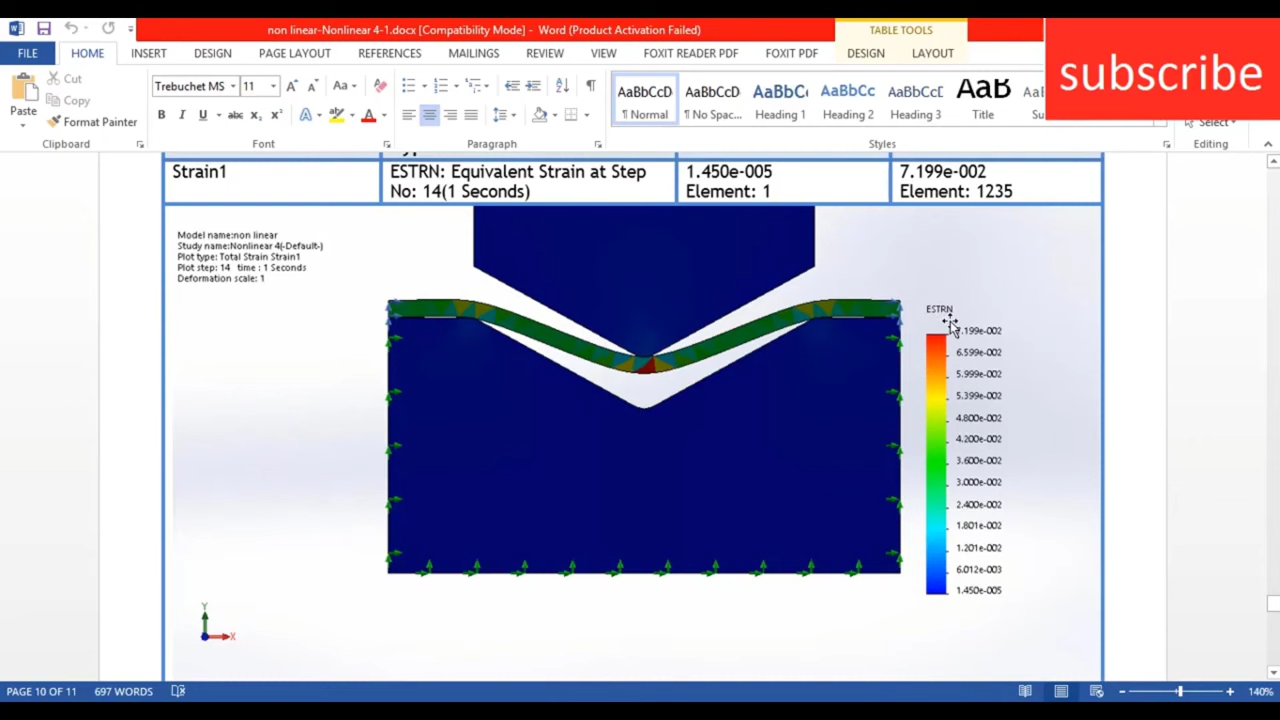 non linear-Nonlinear 4-1.docx [Compatibility Mode] - Word (Product Activation Failed)
TABLE TOOLS
subscribe
FILE HOME INSERT DESIGN PAGE LAYOUT REFERENCES MAILINGS REVIEW VIEW FOXIT READER PDF FOXIT PDF DESIGN LAYOUT
Paste
Cut
Copy
Format Painter
Trebuchet MS 11
AaBbCcD AaBbCcD AaBbCc AaBbCc AaBbCcD AaB
¶ Normal ¶ No Spac... Heading 1 Heading 2 Heading 3 Title
Select
Clipboard Font Paragraph Styles Editing
Strain1
ESTRN: Equivalent Strain at Step
No: 14(1 Seconds)
1.450e-005
Element: 1
7.199e-002
Element: 1235
Model name:non linear
Study name:Nonlinear 4(-Default-)
Plot type: Total Strain Strain1
Plot step: 14 time : 1 Seconds
Deformation scale: 1
ESTRN
7.199e-002
6.599e-002
5.999e-002
5.399e-002
4.800e-002
4.200e-002
3.600e-002
3.000e-002
2.400e-002
1.801e-002
1.201e-002
6.012e-003
1.450e-005
Y
X
PAGE 10 OF 11 697 WORDS
140%